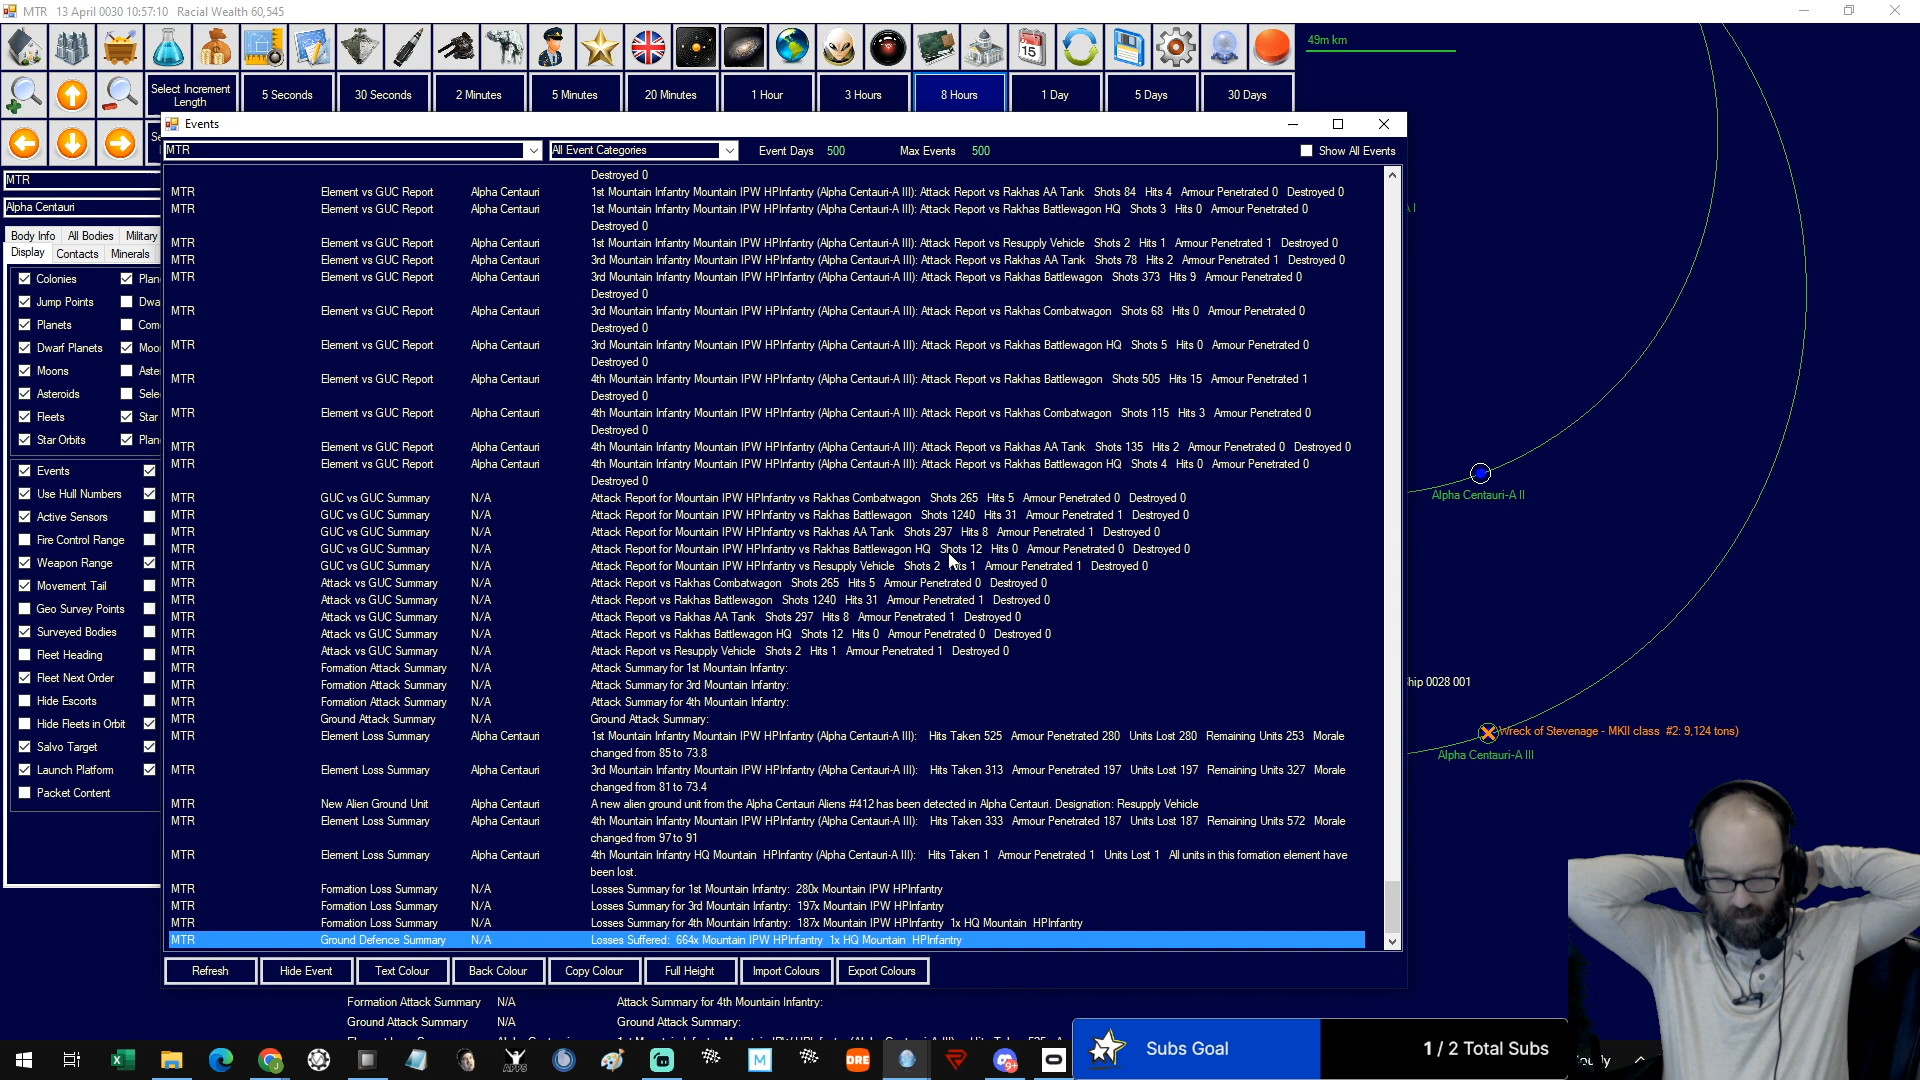 MTR   13 April 0030 10:57:10   Racial Wealth 60,545
49m km
Select Increment Length
5 Seconds
30 Seconds
2 Minutes
5 Minutes
20 Minutes
1 Hour
3 Hours
8 Hours
1 Day
5 Days
30 Days
Events
MTR
All Event Categories
Event Days 500
Max Events 500
Show All Events
MTR
Alpha Centauri
Body Info All Bodies Military
Display Contacts Minerals
Colonies
Jump Points
Planets
Dwarf Planets
Moons
Asteroids
Fleets
Star Orbits
Events
Use Hull Numbers
Active Sensors
Fire Control Range
Weapon Range
Movement Tail
Geo Survey Points
Surveyed Bodies
Fleet Heading
Fleet Next Order
Hide Escorts
Hide Fleets in Orbit
Salvo Target
Launch Platform
Packet Content
Destroyed 0
MTR Element vs GUC Report Alpha Centauri 1st Mountain Infantry Mountain IPW HPInfantry (Alpha Centauri-A III): Attack Report vs Rakhas AA Tank Shots 84 Hits 4 Armour Penetrated 0 Destroyed 0
MTR Element vs GUC Report Alpha Centauri 1st Mountain Infantry Mountain IPW HPInfantry (Alpha Centauri-A III): Attack Report vs Rakhas Battlewagon HQ Shots 3 Hits 0 Armour Penetrated 0
Destroyed 0
MTR Element vs GUC Report Alpha Centauri 1st Mountain Infantry Mountain IPW HPInfantry (Alpha Centauri-A III): Attack Report vs Resupply Vehicle Shots 2 Hits 1 Armour Penetrated 1 Destroyed 0
MTR Element vs GUC Report Alpha Centauri 3rd Mountain Infantry Mountain IPW HPInfantry (Alpha Centauri-A III): Attack Report vs Rakhas AA Tank Shots 78 Hits 2 Armour Penetrated 1 Destroyed 0
MTR Element vs GUC Report Alpha Centauri 3rd Mountain Infantry Mountain IPW HPInfantry (Alpha Centauri-A III): Attack Report vs Rakhas Battlewagon Shots 373 Hits 9 Armour Penetrated 0
Destroyed 0
MTR Element vs GUC Report Alpha Centauri 3rd Mountain Infantry Mountain IPW HPInfantry (Alpha Centauri-A III): Attack Report vs Rakhas Combatwagon Shots 68 Hits 0 Armour Penetrated 0
Destroyed 0
MTR Element vs GUC Report Alpha Centauri 3rd Mountain Infantry Mountain IPW HPInfantry (Alpha Centauri-A III): Attack Report vs Rakhas Battlewagon HQ Shots 5 Hits 0 Armour Penetrated 0
Destroyed 0
MTR Element vs GUC Report Alpha Centauri 4th Mountain Infantry Mountain IPW HPInfantry (Alpha Centauri-A III): Attack Report vs Rakhas Battlewagon Shots 505 Hits 15 Armour Penetrated 1
Destroyed 0
MTR Element vs GUC Report Alpha Centauri 4th Mountain Infantry Mountain IPW HPInfantry (Alpha Centauri-A III): Attack Report vs Rakhas Combatwagon Shots 115 Hits 3 Armour Penetrated 0
Destroyed 0
MTR Element vs GUC Report Alpha Centauri 4th Mountain Infantry Mountain IPW HPInfantry (Alpha Centauri-A III): Attack Report vs Rakhas AA Tank Shots 135 Hits 2 Armour Penetrated 0 Destroyed 0
MTR Element vs GUC Report Alpha Centauri 4th Mountain Infantry Mountain IPW HPInfantry (Alpha Centauri-A III): Attack Report vs Rakhas Battlewagon HQ Shots 4 Hits 0 Armour Penetrated 0
Destroyed 0
MTR GUC vs GUC Summary N/A Attack Report for Mountain IPW HPInfantry vs Rakhas Combatwagon Shots 265 Hits 5 Armour Penetrated 0 Destroyed 0
MTR GUC vs GUC Summary N/A Attack Report for Mountain IPW HPInfantry vs Rakhas Battlewagon Shots 1240 Hits 31 Armour Penetrated 1 Destroyed 0
MTR GUC vs GUC Summary N/A Attack Report for Mountain IPW HPInfantry vs Rakhas AA Tank Shots 297 Hits 8 Armour Penetrated 1 Destroyed 0
MTR GUC vs GUC Summary N/A Attack Report for Mountain IPW HPInfantry vs Rakhas Battlewagon HQ Shots 12 Hits 0 Armour Penetrated 0 Destroyed 0
MTR GUC vs GUC Summary N/A Attack Report for Mountain IPW HPInfantry vs Resupply Vehicle Shots 2 Hits 1 Armour Penetrated 1 Destroyed 0
MTR Attack vs GUC Summary N/A Attack Report vs Rakhas Combatwagon Shots 265 Hits 5 Armour Penetrated 0 Destroyed 0
MTR Attack vs GUC Summary N/A Attack Report vs Rakhas Battlewagon Shots 1240 Hits 31 Armour Penetrated 1 Destroyed 0
MTR Attack vs GUC Summary N/A Attack Report vs Rakhas AA Tank Shots 297 Hits 8 Armour Penetrated 1 Destroyed 0
MTR Attack vs GUC Summary N/A Attack Report vs Rakhas Battlewagon HQ Shots 12 Hits 0 Armour Penetrated 0 Destroyed 0
MTR Attack vs GUC Summary N/A Attack Report vs Resupply Vehicle Shots 2 Hits 1 Armour Penetrated 1 Destroyed 0
MTR Formation Attack Summary N/A Attack Summary for 1st Mountain Infantry:
MTR Formation Attack Summary N/A Attack Summary for 3rd Mountain Infantry:
MTR Formation Attack Summary N/A Attack Summary for 4th Mountain Infantry:
MTR Ground Attack Summary N/A Ground Attack Summary:
MTR Element Loss Summary Alpha Centauri 1st Mountain Infantry Mountain IPW HPInfantry (Alpha Centauri-A III): Hits Taken 525 Armour Penetrated 280 Units Lost 280 Remaining Units 253 Morale
changed from 85 to 73.8
MTR Element Loss Summary Alpha Centauri 3rd Mountain Infantry Mountain IPW HPInfantry (Alpha Centauri-A III): Hits Taken 313 Armour Penetrated 197 Units Lost 197 Remaining Units 327 Morale
changed from 81 to 73.4
MTR New Alien Ground Unit Alpha Centauri A new alien ground unit from the Alpha Centauri Aliens #412 has been detected in Alpha Centauri. Designation: Resupply Vehicle
MTR Element Loss Summary Alpha Centauri 4th Mountain Infantry Mountain IPW HPInfantry (Alpha Centauri-A III): Hits Taken 333 Armour Penetrated 187 Units Lost 187 Remaining Units 572 Morale
changed from 97 to 91
MTR Element Loss Summary Alpha Centauri 4th Mountain Infantry HQ Mountain HPInfantry (Alpha Centauri-A III): Hits Taken 1 Armour Penetrated 1 Units Lost 1 All units in this formation element have
been lost.
MTR Formation Loss Summary N/A Losses Summary for 1st Mountain Infantry: 280x Mountain IPW HPInfantry
MTR Formation Loss Summary N/A Losses Summary for 3rd Mountain Infantry: 197x Mountain IPW HPInfantry
MTR Formation Loss Summary N/A Losses Summary for 4th Mountain Infantry: 187x Mountain IPW HPInfantry 1x HQ Mountain HPInfantry
MTR Ground Defence Summary N/A Losses Suffered: 664x Mountain IPW HPInfantry 1x HQ Mountain HPInfantry
Refresh
Hide Event
Text Colour
Back Colour
Copy Colour
Full Height
Import Colours
Export Colours
Formation Attack Summary N/A Attack Summary for 4th Mountain Infantry:
Ground Attack Summary N/A Ground Attack Summary:
Alpha Centauri-A II
0028 001
Wreck of Stevenage - MKII class #2: 9,124 tons)
Alpha Centauri-A III
Subs Goal
1 / 2 Total Subs
APPS
DRE
9+